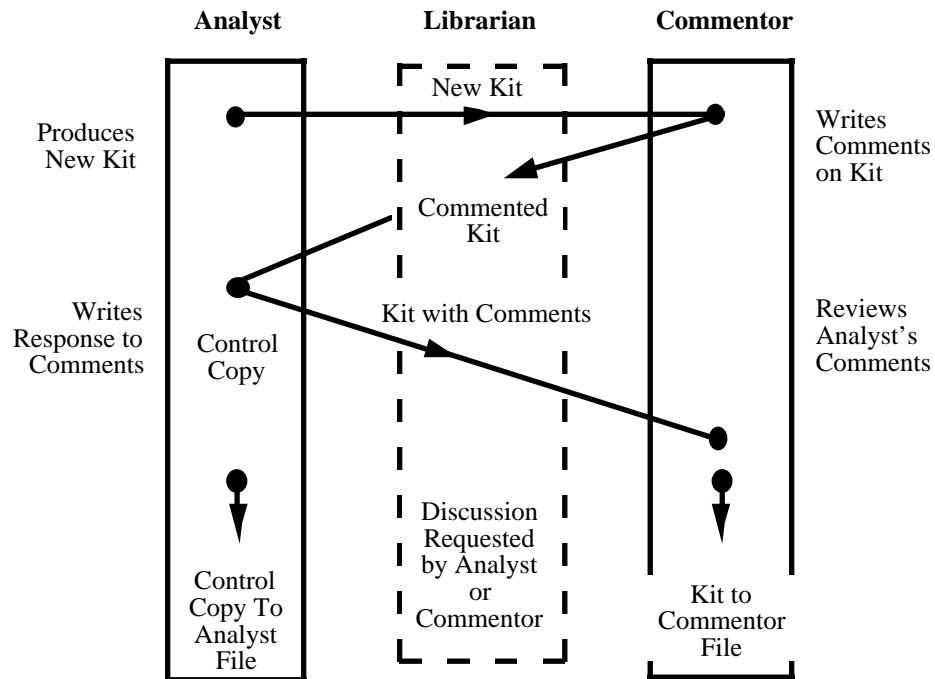 Analyst
Librarian
Commentor
New Kit
Produces
New Kit
Writes
Comments
on Kit
Commented
Kit
Writes
Response to
Comments
Control
Copy
Kit with Comments
Reviews
Analyst’s
Comments
Discussion
Requested
by Analyst
or
Commentor
Control
Copy To
Analyst
File
Kit to
Commentor
File